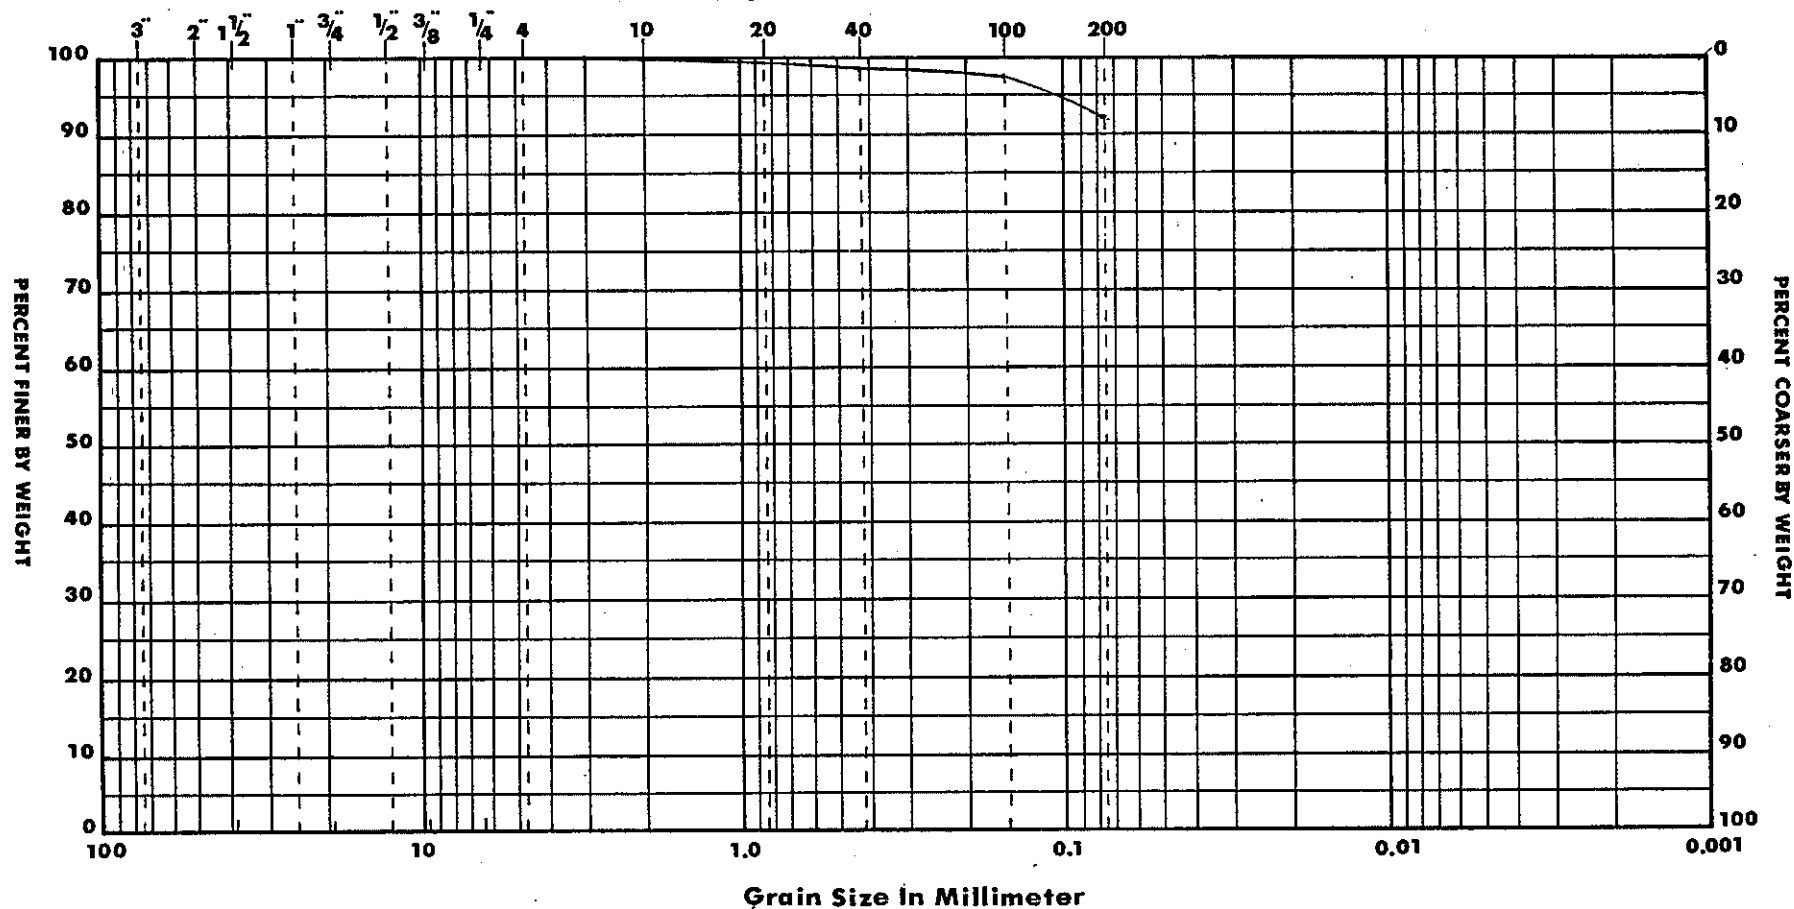 3" 2" 1 1/2" 1" 3/4" 1/2" 3/8" 1/4" 4 10 20 40 100 200
100 0
90 10
80 20
70 30
60 40
50 50
40 60
30 70
20 80
10 90
0 100
PERCENT FINER BY WEIGHT
PERCENT COARSER BY WEIGHT
100 10 1.0 0.1 0.01 0.001
Grain Size In Millimeter